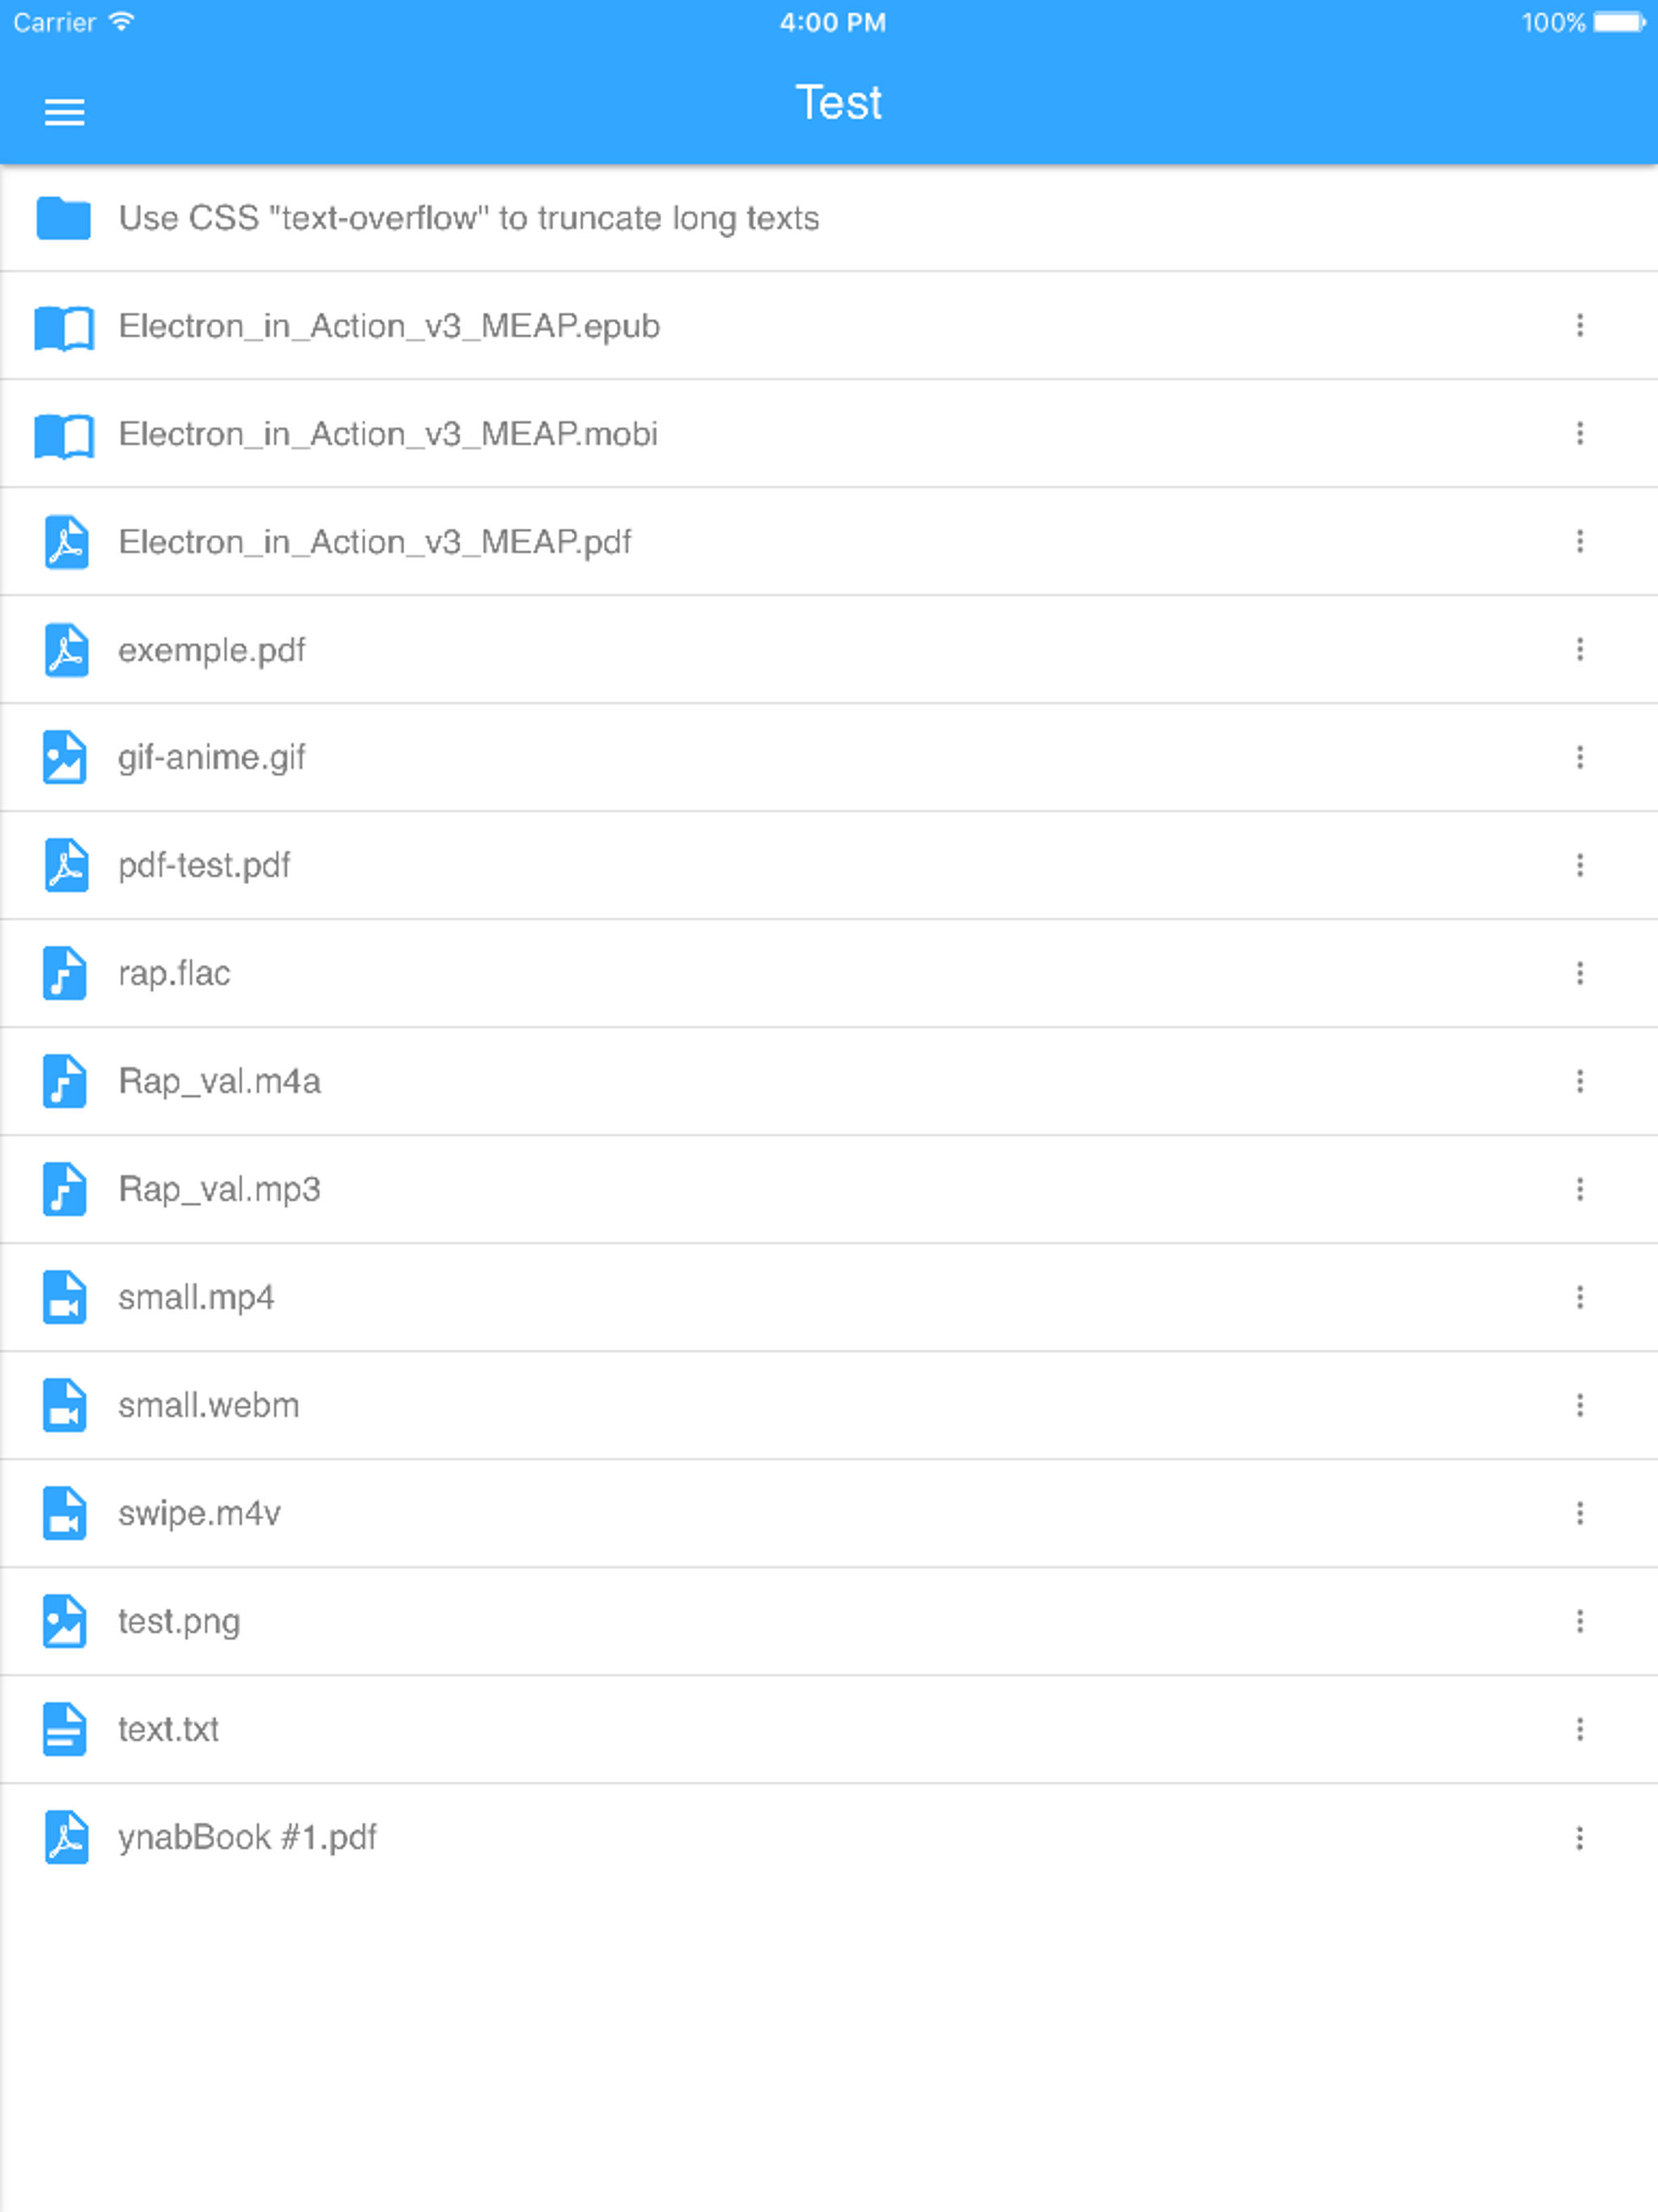 Carrier 4:00 PM 100%
Test
Use CSS "text-overflow" to truncate long texts
Electron_in_Action_v3_MEAP.epub
Electron_in_Action_v3_MEAP.mobi
Electron_in_Action_v3_MEAP.pdf
exemple.pdf
gif-anime.gif
pdf-test.pdf
rap.flac
Rap_val.m4a
Rap_val.mp3
small.mp4
small.webm
swipe.m4v
test.png
text.txt
ynabBook #1.pdf